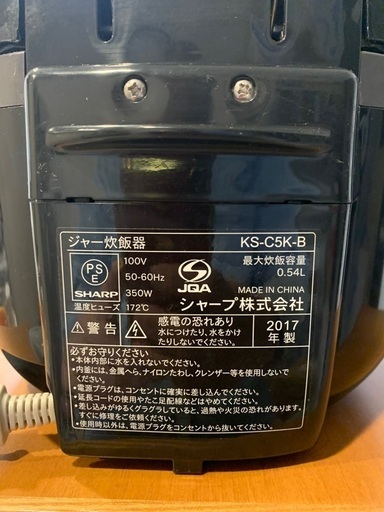 ジャー炊飯器 KS-C5K-B
PS
E
SHARP
100V
50-60Hz
350W
温度ヒューズ 172℃
JQA
最大炊飯容量
0.54L
MADE IN CHINA
シャープ株式会社
警告
感電の恐れあり
水につけたり、水をかけ
たりしないでください。
2017
年製
必ずお守りください
•本体内部に水を入れないでください。
•内釜には、金属へら、ナイロンたわし、クレンザー等を使用しない
でください。
•電源プラグは、コンセントに確実に差し込んでください。
•延長コードの使用やたこ足配線などはやめてください。
•差し込みがゆるくグラグラしていると、過熱や火災の恐れがあります。
すぐに修理をご依頼ください。
•使用時以外は、電源プラグをコンセントから抜いてください。